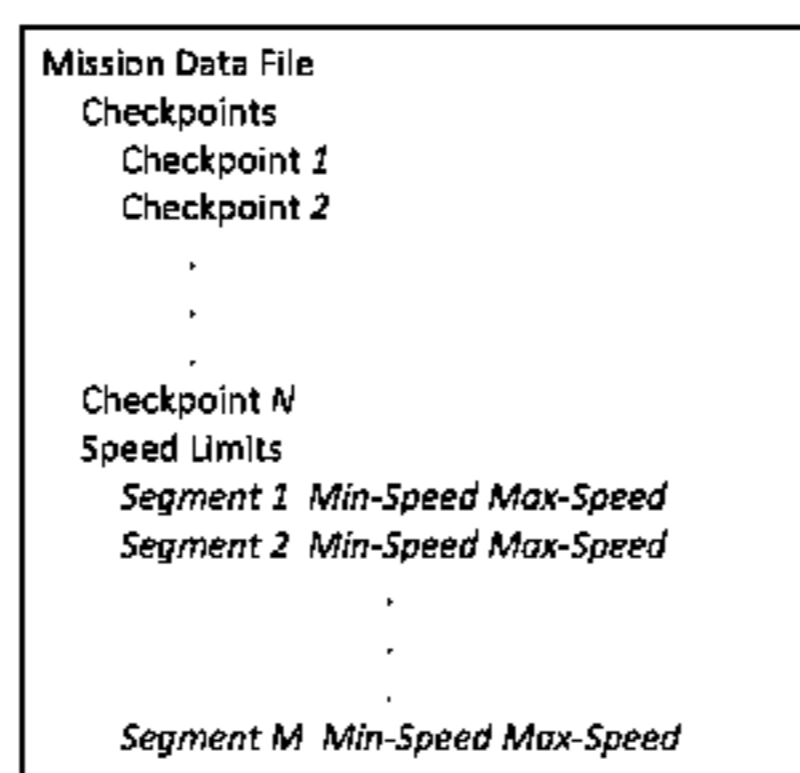 Mission Data File
Checkpoints
Checkpoint 1
Checkpoint 2
.
.
.
Checkpoint N
Speed Limits
Segment 1 Min-Speed Max-Speed
Segment 2 Min-Speed Max-Speed
.
.
.
Segment M Min-Speed Max-Speed